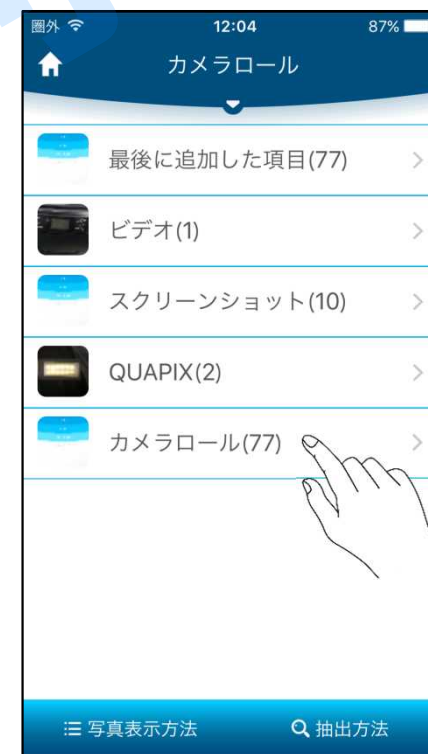 圏外 12:04 87%
カメラロール
最後に追加した項目(77)
ビデオ(1)
スクリーンショット(10)
QUAPIX(2)
カメラロール(77)
写真表示方法 抽出方法